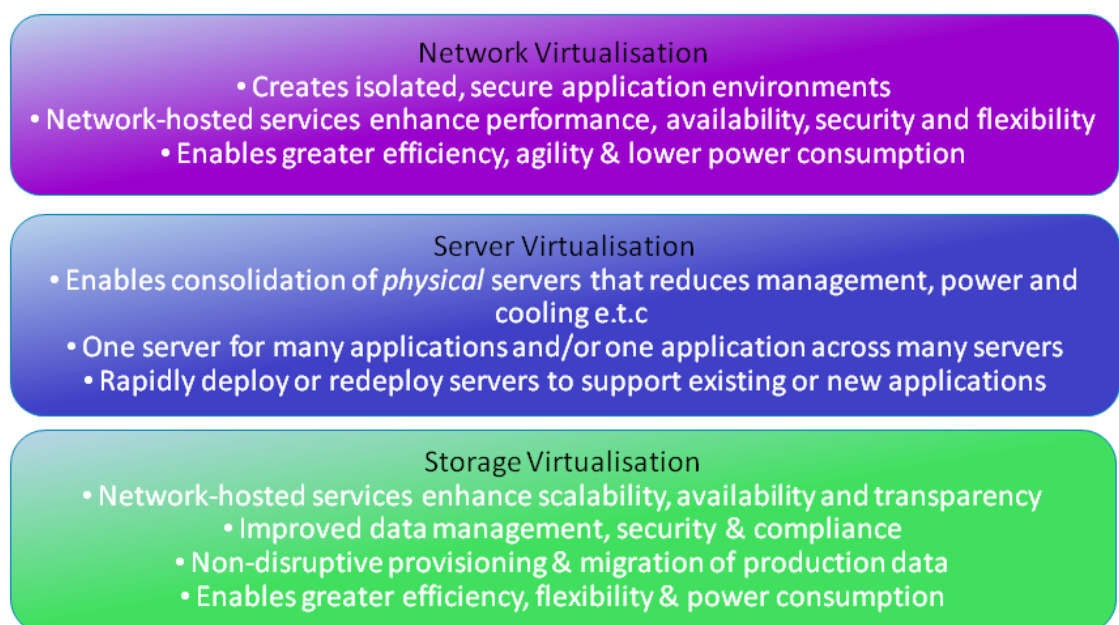 Network Virtualisation
• Creates isolated, secure application environments
• Network-hosted services enhance performance, availability, security and flexibility
• Enables greater efficiency, agility & lower power consumption
Server Virtualisation
• Enables consolidation of physical servers that reduces management, power and
cooling e.t.c
• One server for many applications and/or one application across many servers
• Rapidly deploy or redeploy servers to support existing or new applications
Storage Virtualisation
• Network-hosted services enhance scalability, availability and transparency
• Improved data management, security & compliance
• Non-disruptive provisioning & migration of production data
• Enables greater efficiency, flexibility & power consumption